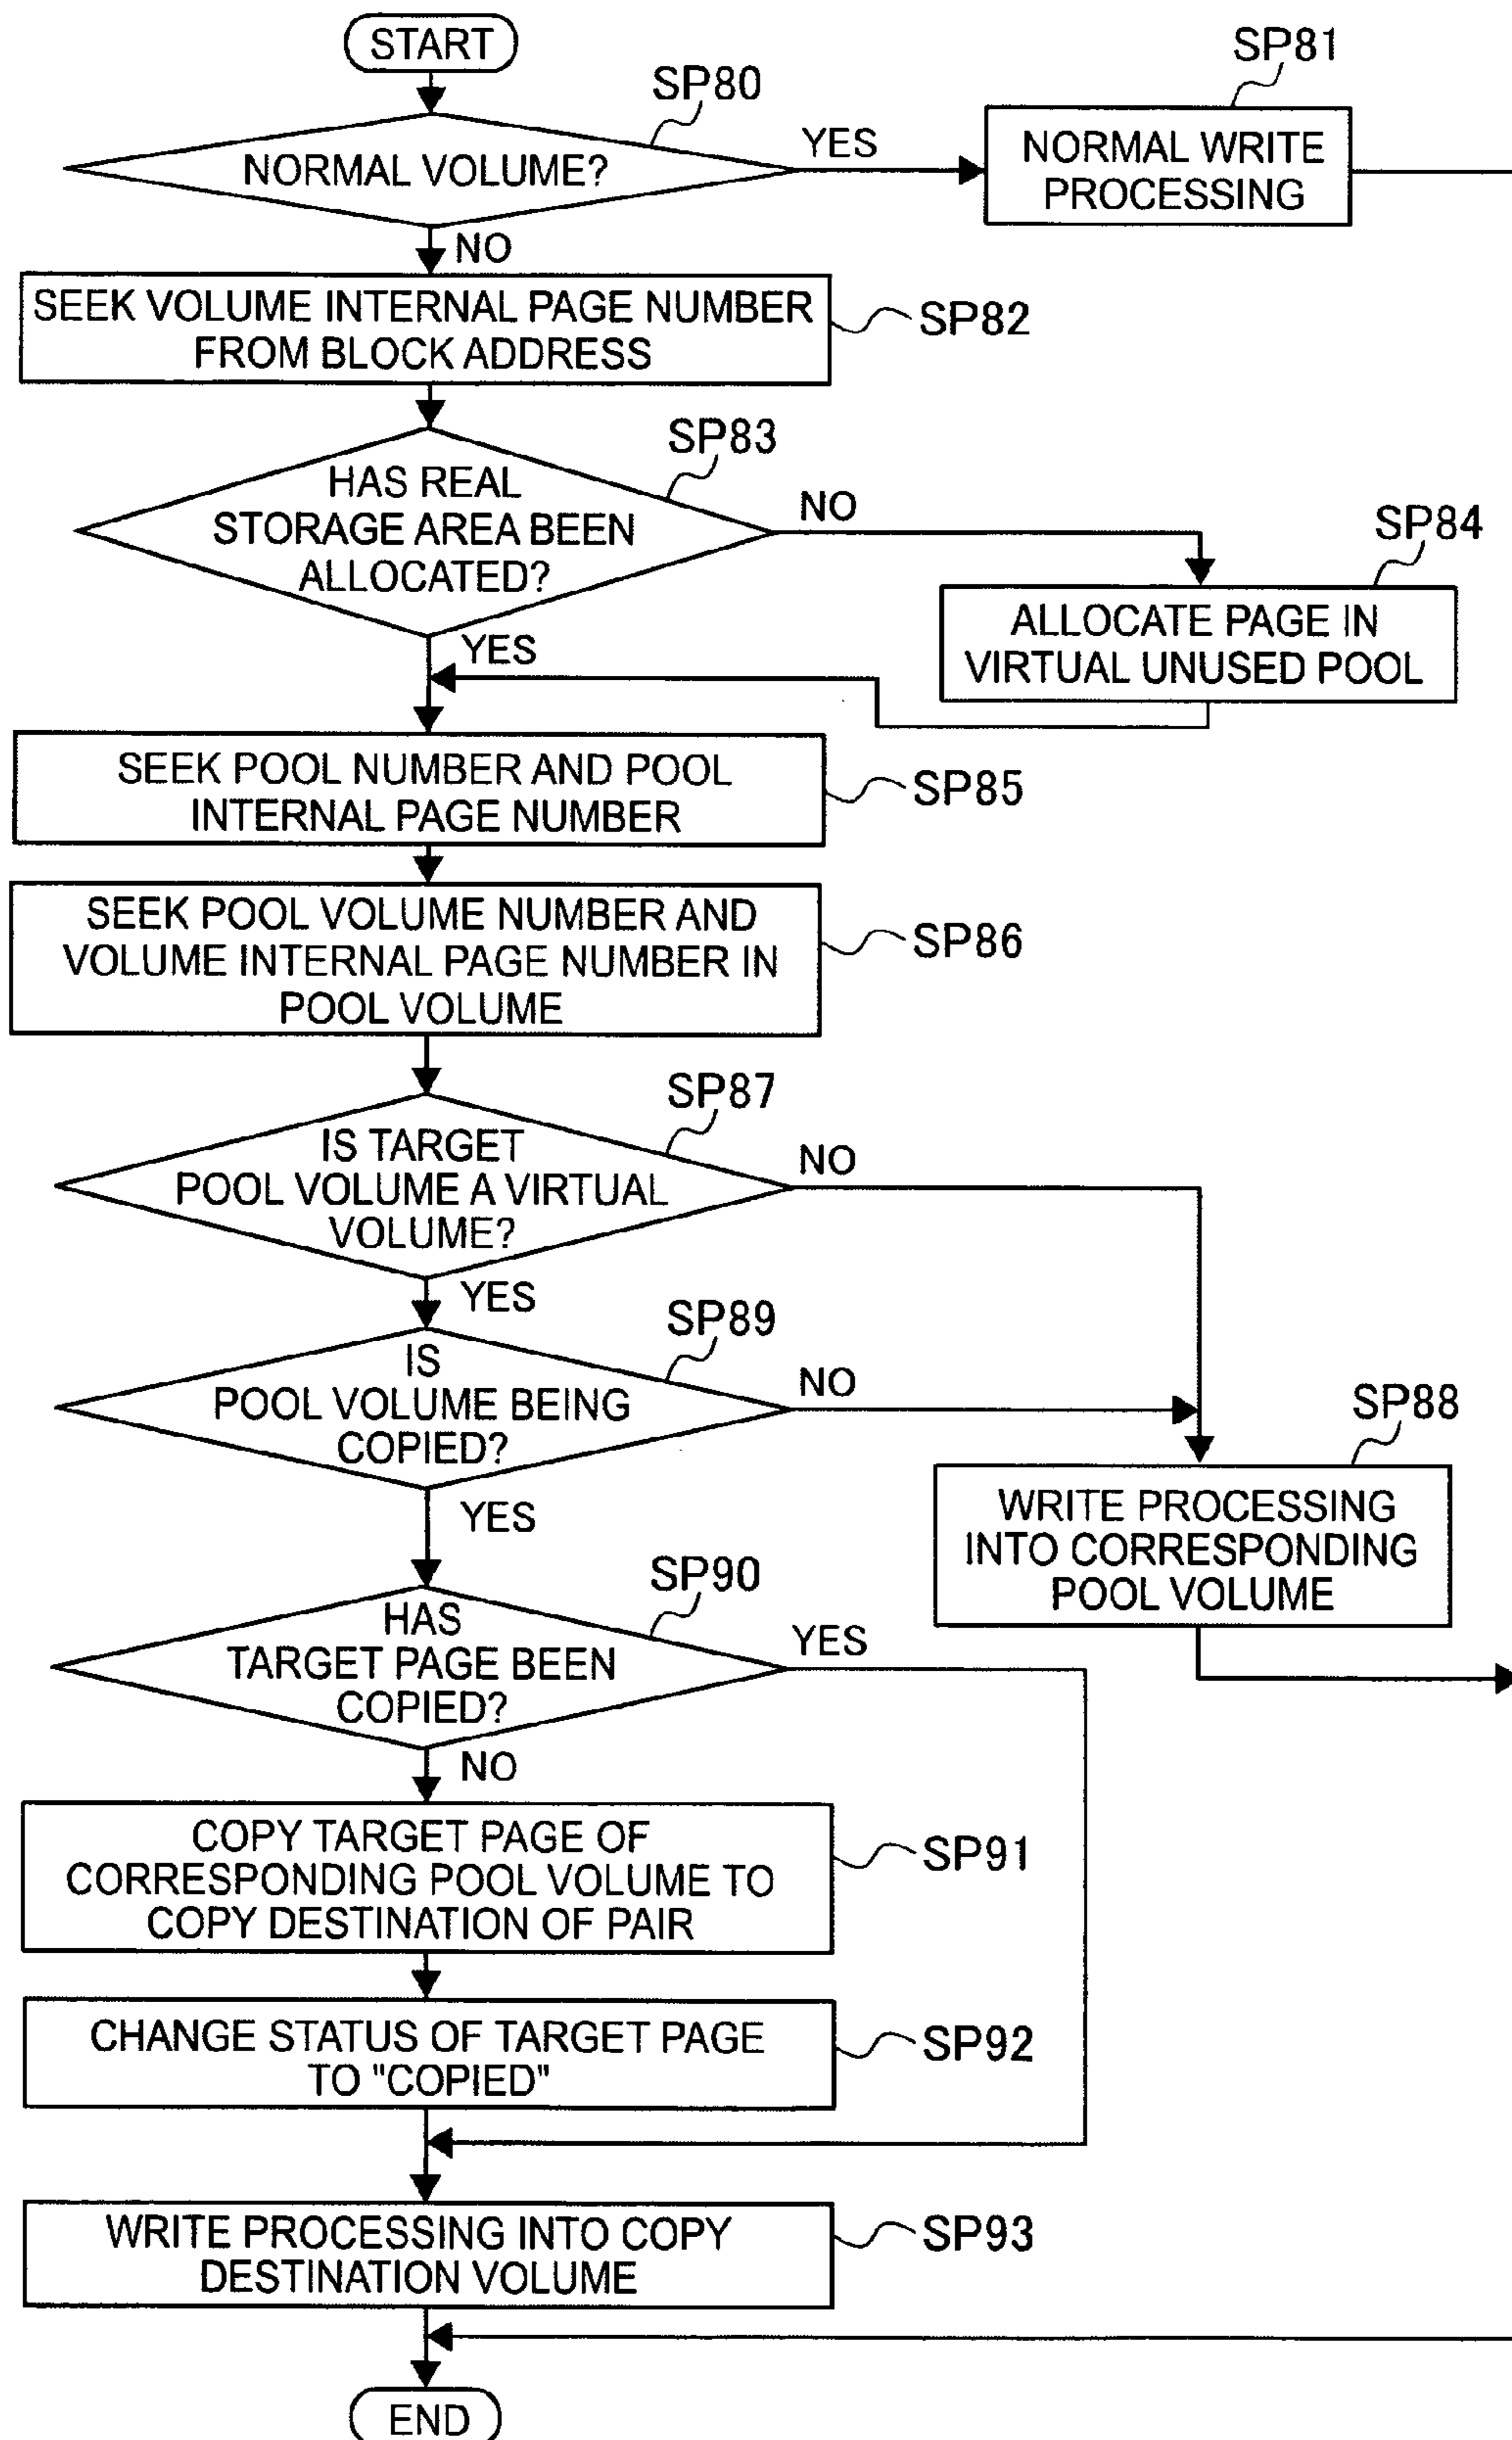 START
SP80
SP81
NORMAL VOLUME?
YES
NORMAL WRITE
PROCESSING
NO
SEEK VOLUME INTERNAL PAGE NUMBER
FROM BLOCK ADDRESS
SP82
SP83
HAS REAL
STORAGE AREA BEEN
ALLOCATED?
NO
SP84
ALLOCATE PAGE IN
VIRTUAL UNUSED POOL
YES
SEEK POOL NUMBER AND POOL
INTERNAL PAGE NUMBER
SP85
SEEK POOL VOLUME NUMBER AND
VOLUME INTERNAL PAGE NUMBER IN
POOL VOLUME
SP86
SP87
IS TARGET
POOL VOLUME A VIRTUAL
VOLUME?
NO
YES
SP89
IS
POOL VOLUME BEING
COPIED?
NO
SP88
WRITE PROCESSING
INTO CORRESPONDING
POOL VOLUME
YES
SP90
HAS
TARGET PAGE BEEN
COPIED?
YES
NO
COPY TARGET PAGE OF
CORRESPONDING POOL VOLUME TO
COPY DESTINATION OF PAIR
SP91
CHANGE STATUS OF TARGET PAGE
TO "COPIED"
SP92
WRITE PROCESSING INTO COPY
DESTINATION VOLUME
SP93
END